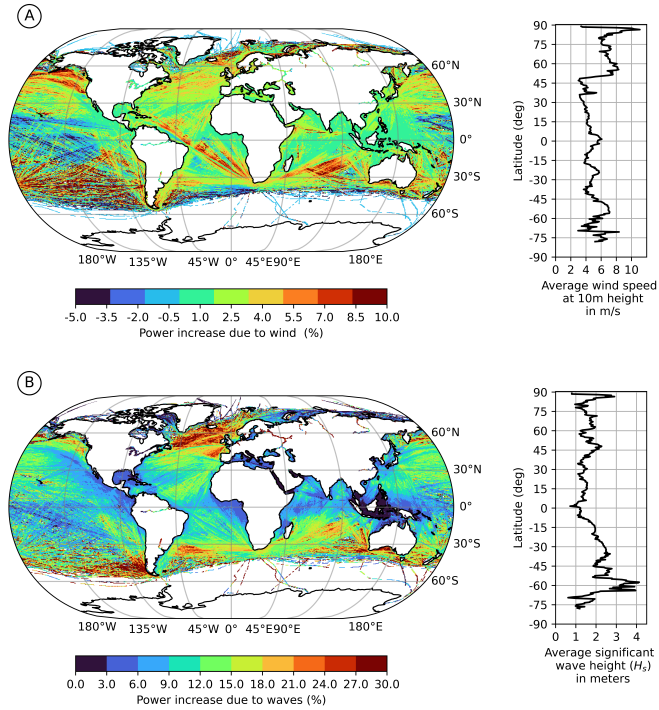 A
60°N
30°N
0°
30°S
60°S
180°W 135°W 45°W 0° 45°E 90°E 180°E
-5.0 -3.5 -2.0 -0.5 1.0 2.5 4.0 5.5 7.0 8.5 10.0
Power increase due to wind (%)
Latitude (deg)
90
75
60
45
30
15
0
-15
-30
-45
-60
-75
-90
0 2 4 6 8 10
Average wind speed
at 10m height
in m/s
B
60°N
30°N
0°
30°S
60°S
180°W 135°W 45°W 0° 45°E 90°E 180°E
0.0 3.0 6.0 9.0 12.0 15.0 18.0 21.0 24.0 27.0 30.0
Power increase due to waves (%)
Latitude (deg)
90
75
60
45
30
15
0
-15
-30
-45
-60
-75
-90
0 1 2 3 4
Average significant
wave height (Hs)
in meters